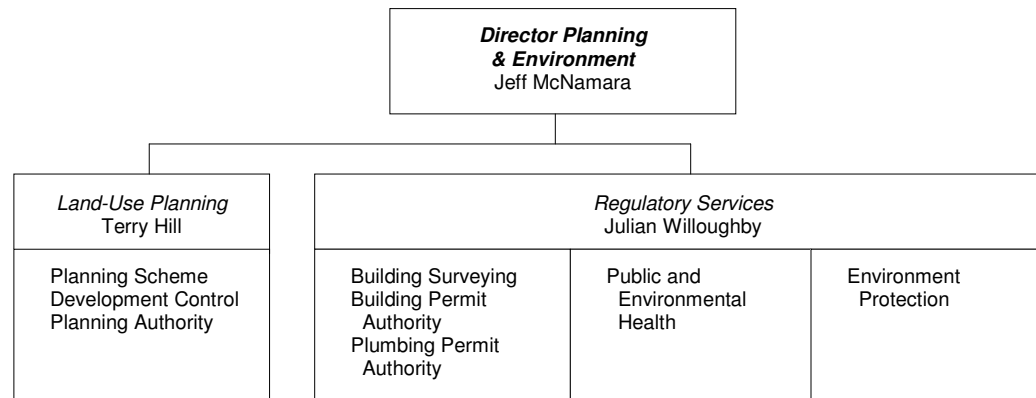 Director Planning
& Environment
Jeff McNamara
Land-Use Planning
Terry Hill
Planning Scheme
Development Control
Planning Authority
Regulatory Services
Julian Willoughby
Building Surveying
Building Permit
Authority
Plumbing Permit
Authority
Public and
Environmental
Health
Environment
Protection